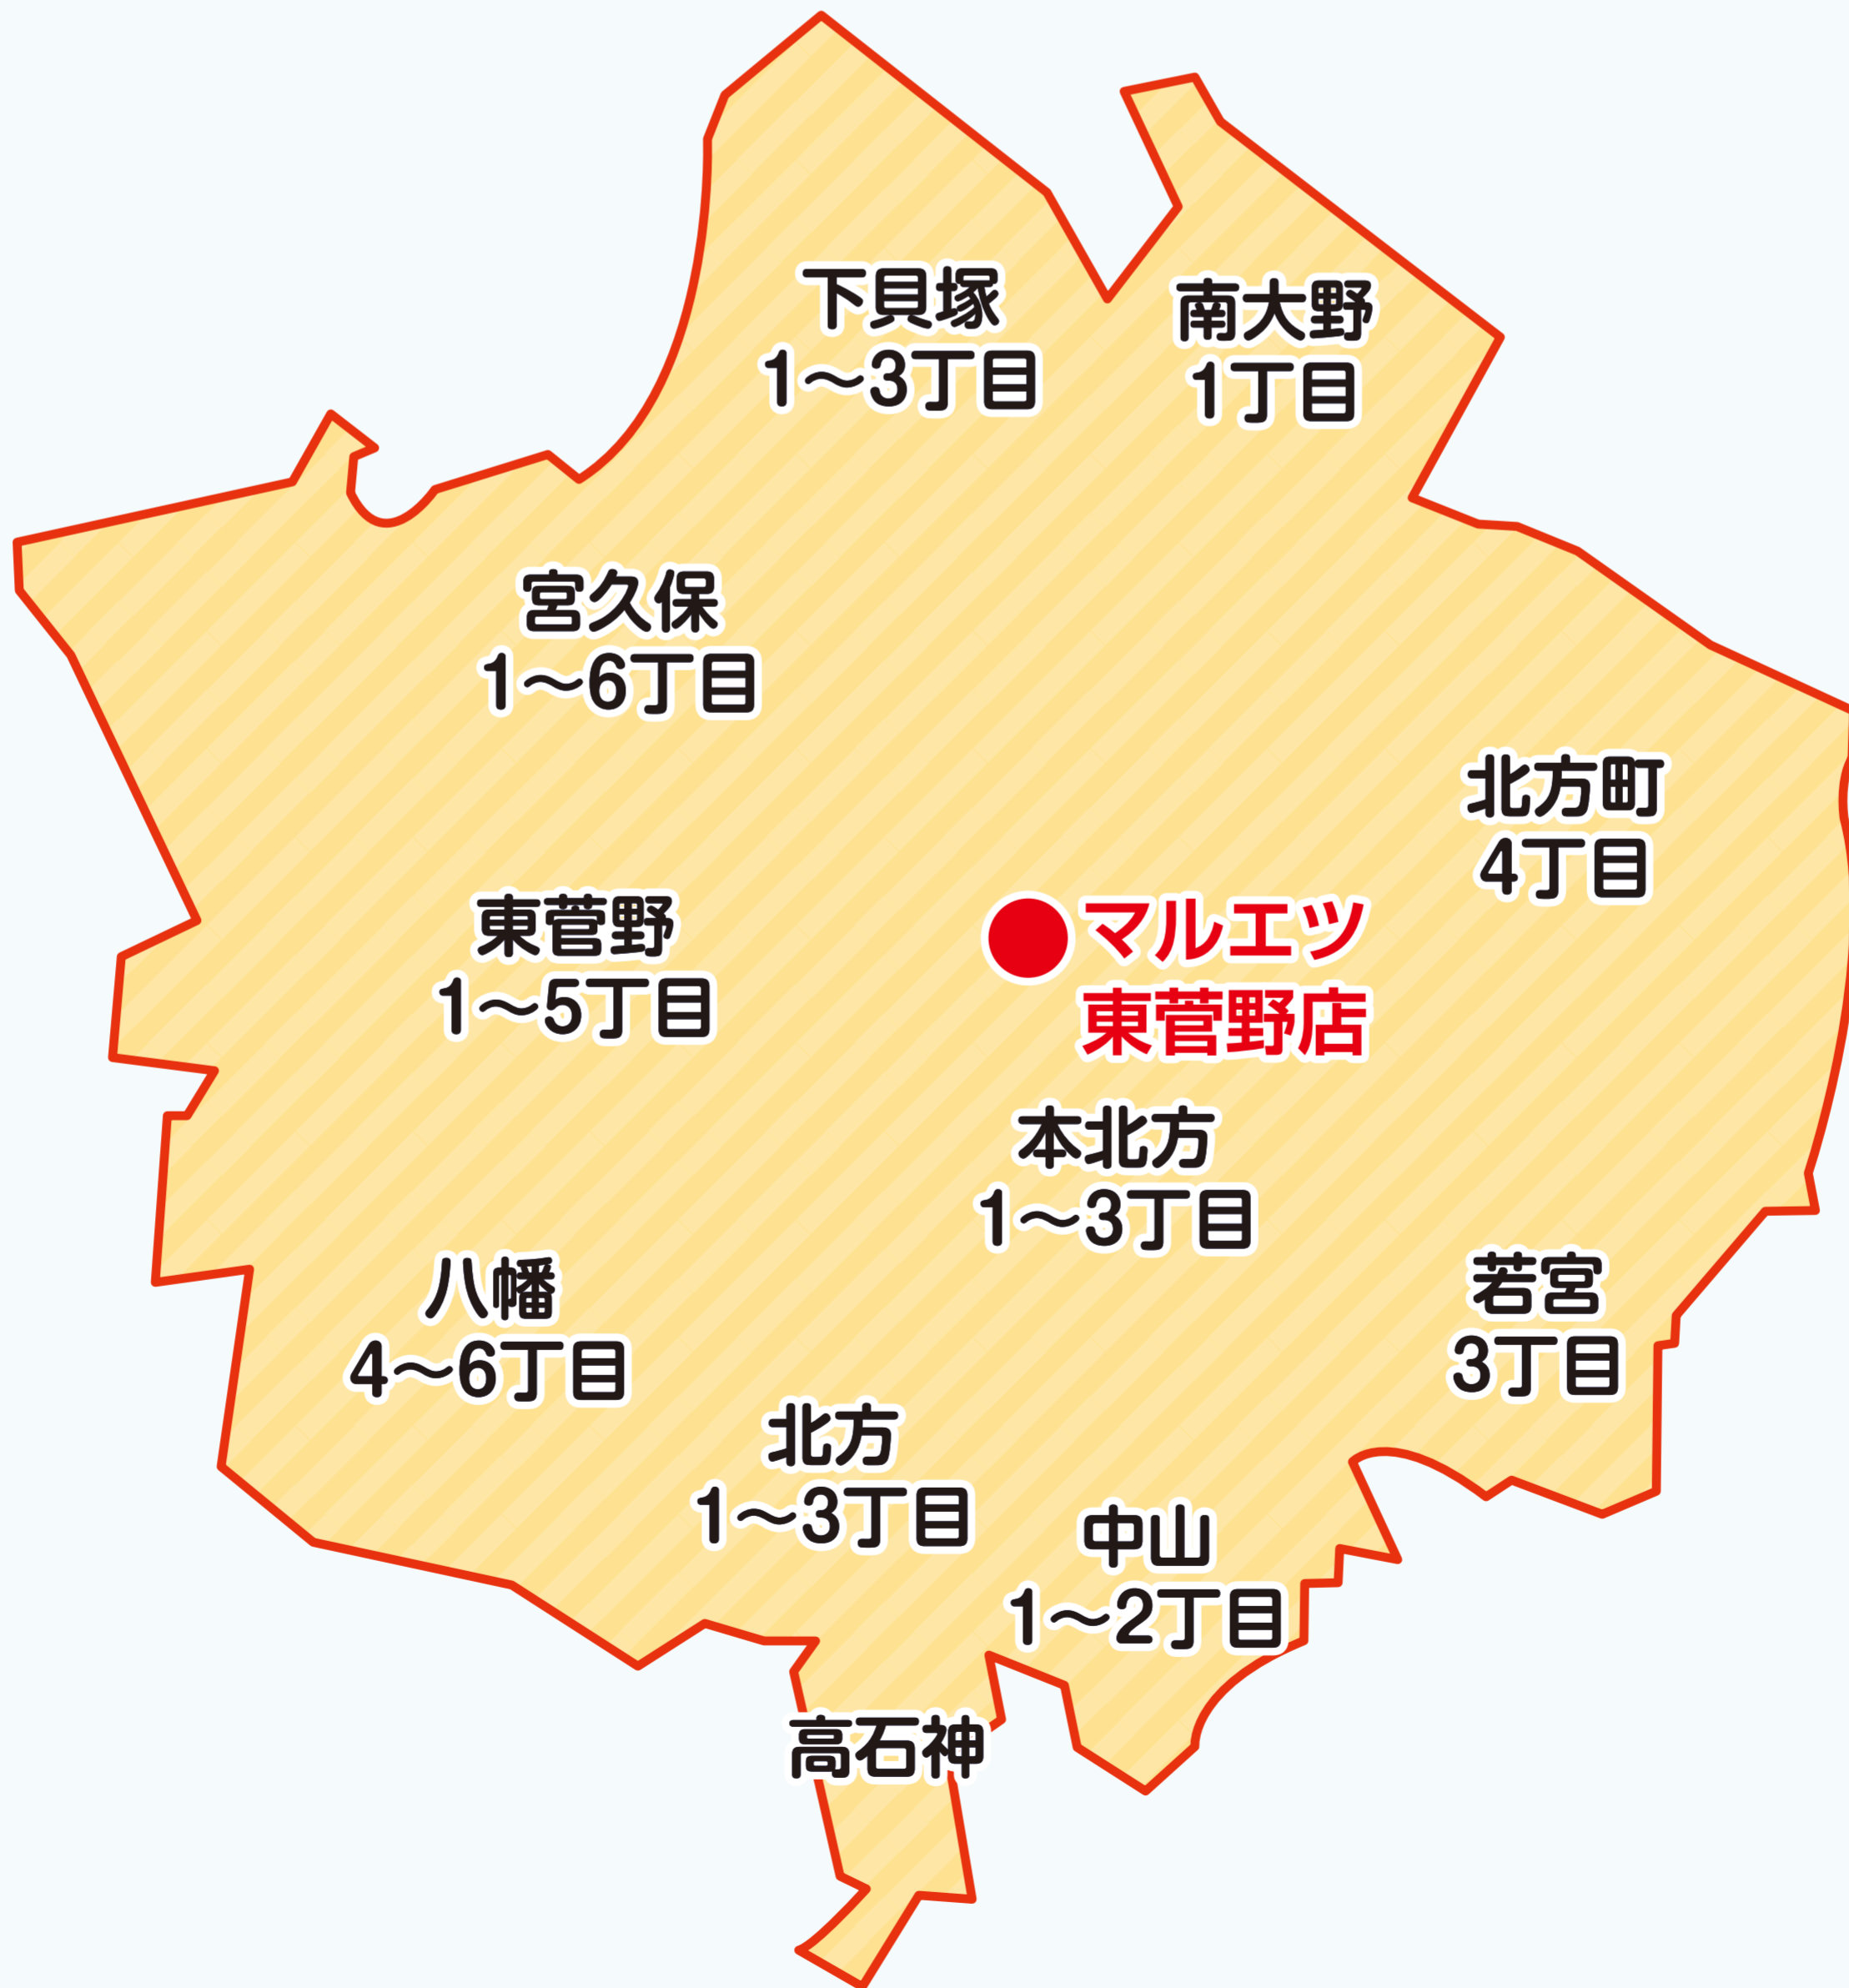 下貝塚
1〜3丁目
南大野
1丁目
宮久保
1〜6丁目
北方町
4丁目
東菅野
1〜5丁目
マルエツ
東菅野店
本北方
1〜3丁目
八幡
4〜6丁目
若宮
3丁目
北方
1〜3丁目
中山
1〜2丁目
高石神